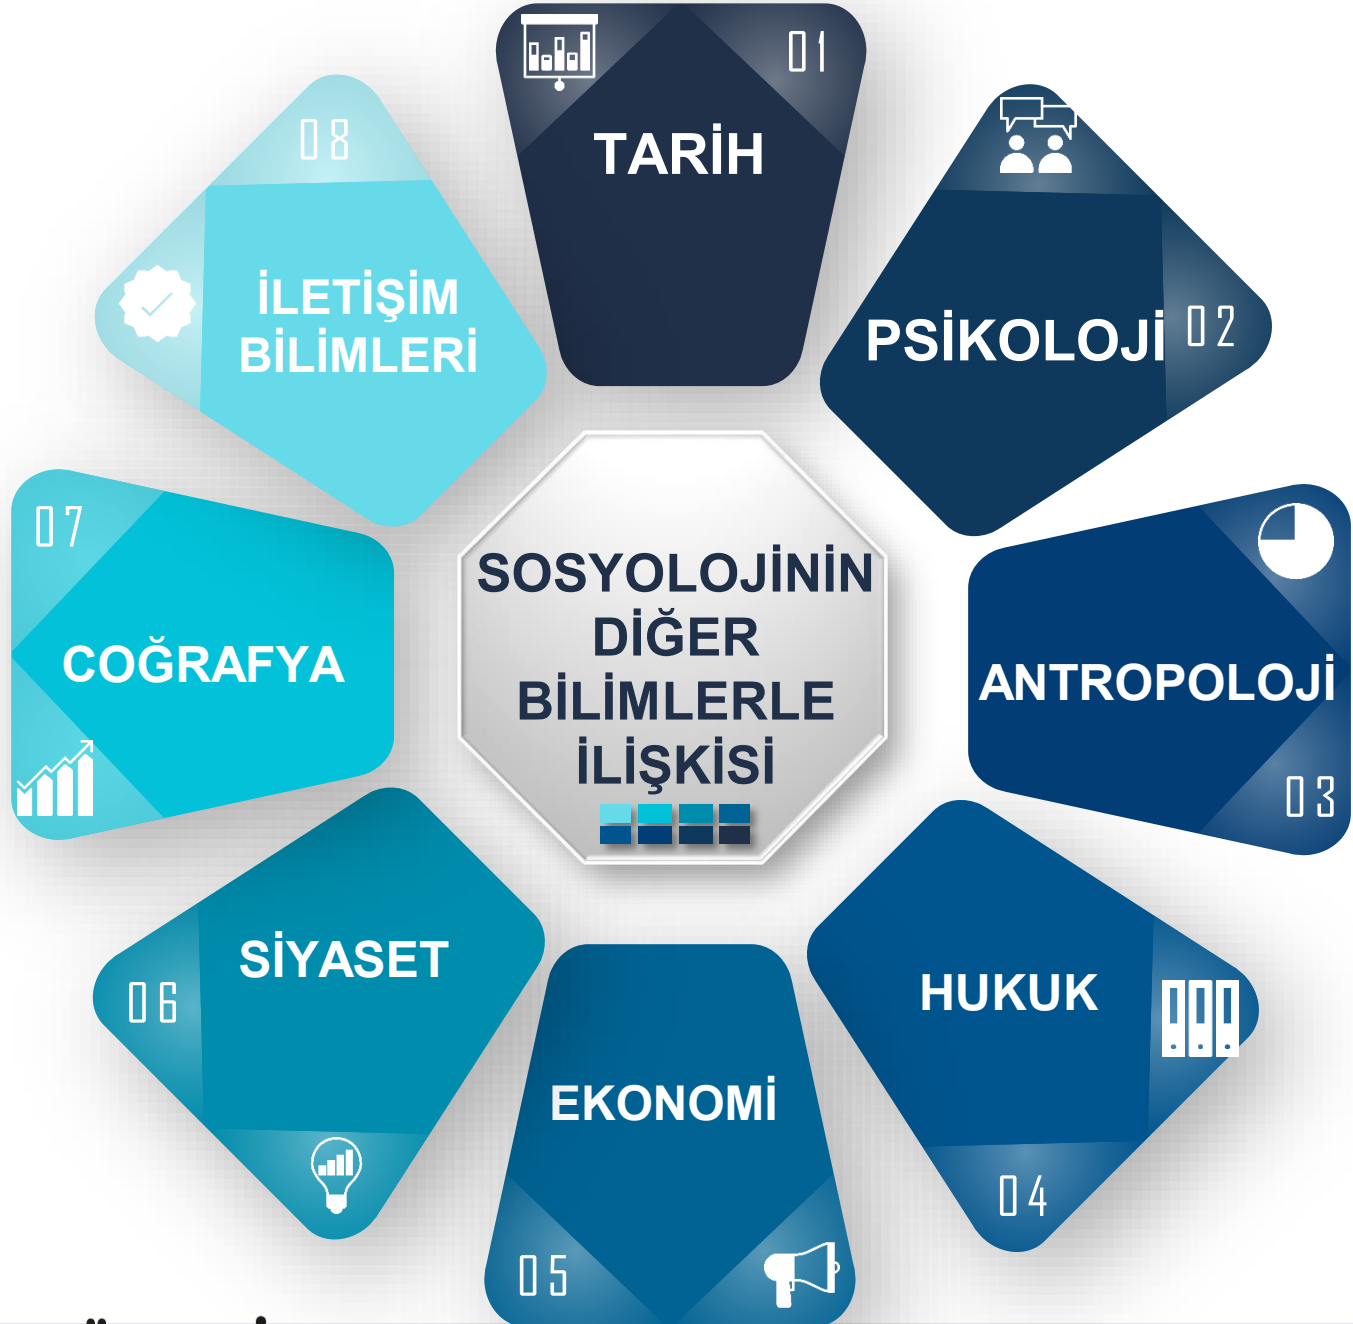 SOSYOLOJİNİN
DİĞER
BİLİMLERLE
İLİŞKİSİ
01
TARİH
02
PSİKOLOJİ
03
ANTROPOLOJİ
04
HUKUK
05
EKONOMİ
06
SİYASET
07
COĞRAFYA
08
İLETİŞİM
BİLİMLERİ